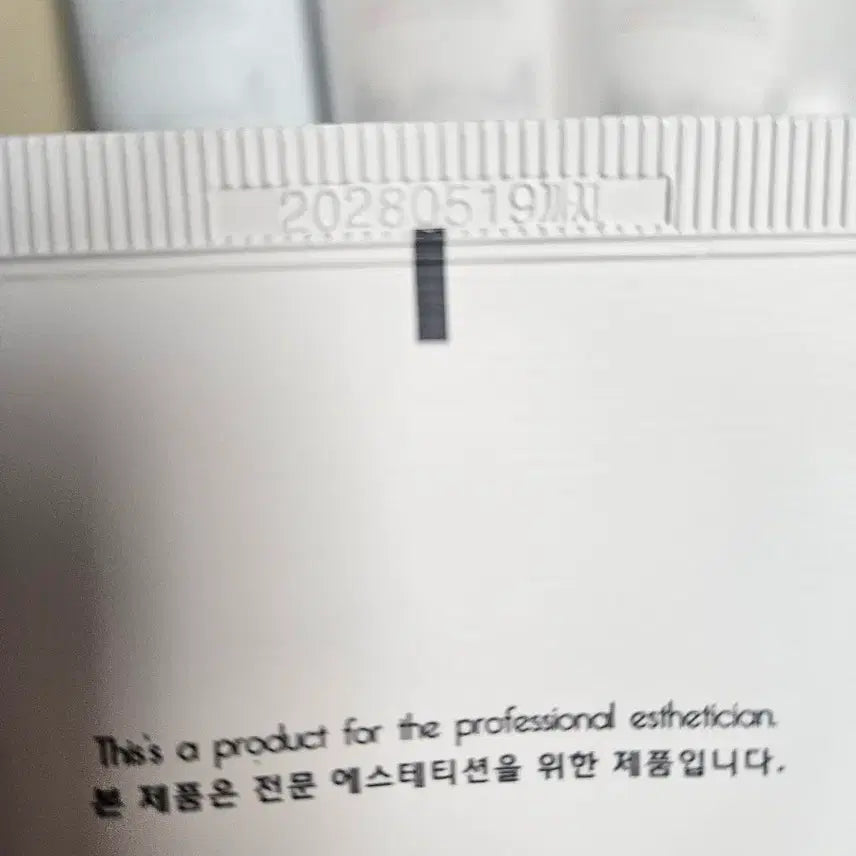 20280519까지
This's a product for the professional esthetician.
본 제품은 전문 에스테티션을 위한 제품입니다.